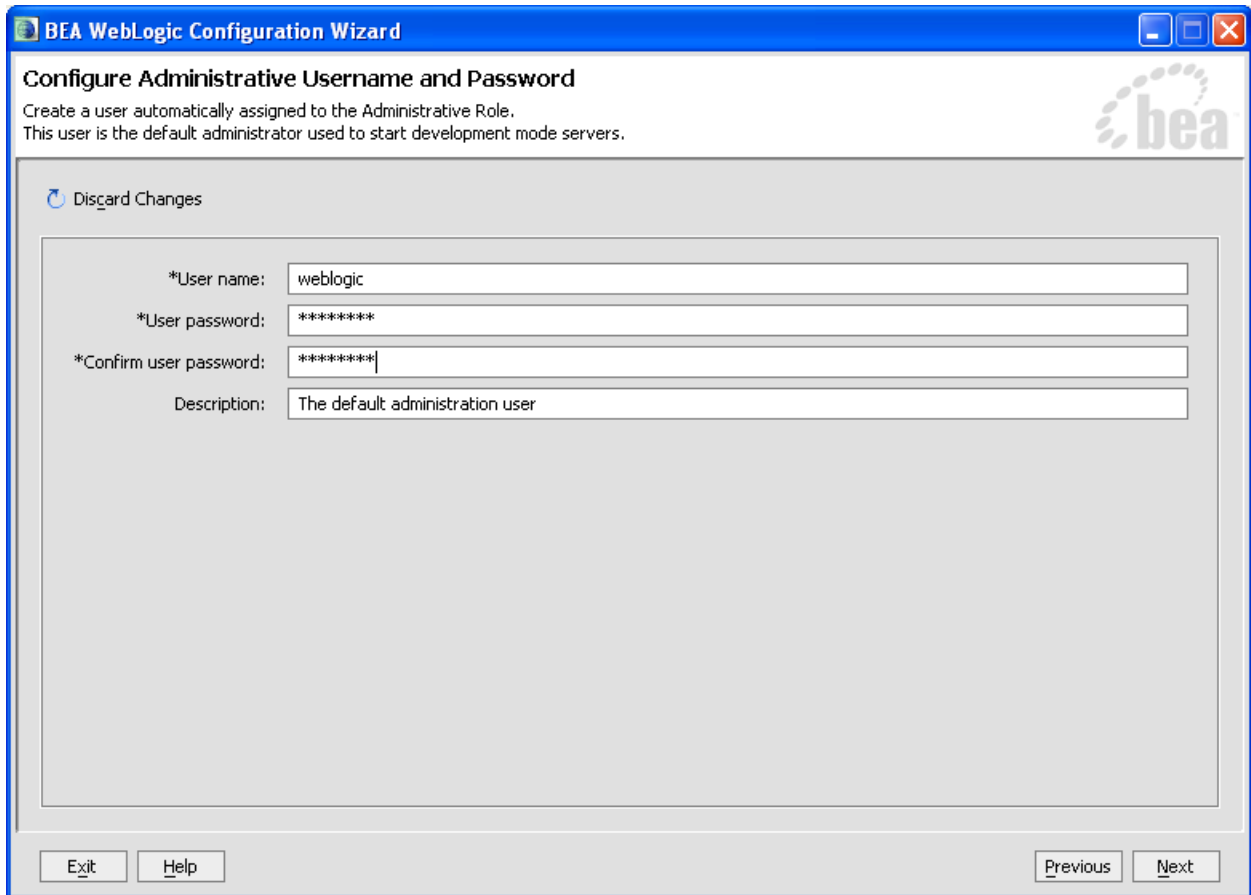 BEA WebLogic Configuration Wizard
Configure Administrative Username and Password
Create a user automatically assigned to the Administrative Role.
This user is the default administrator used to start development mode servers.
bea
Discard Changes
*User name: weblogic
*User password: ********
*Confirm user password: ********
Description: The default administration user
Exit Help Previous Next